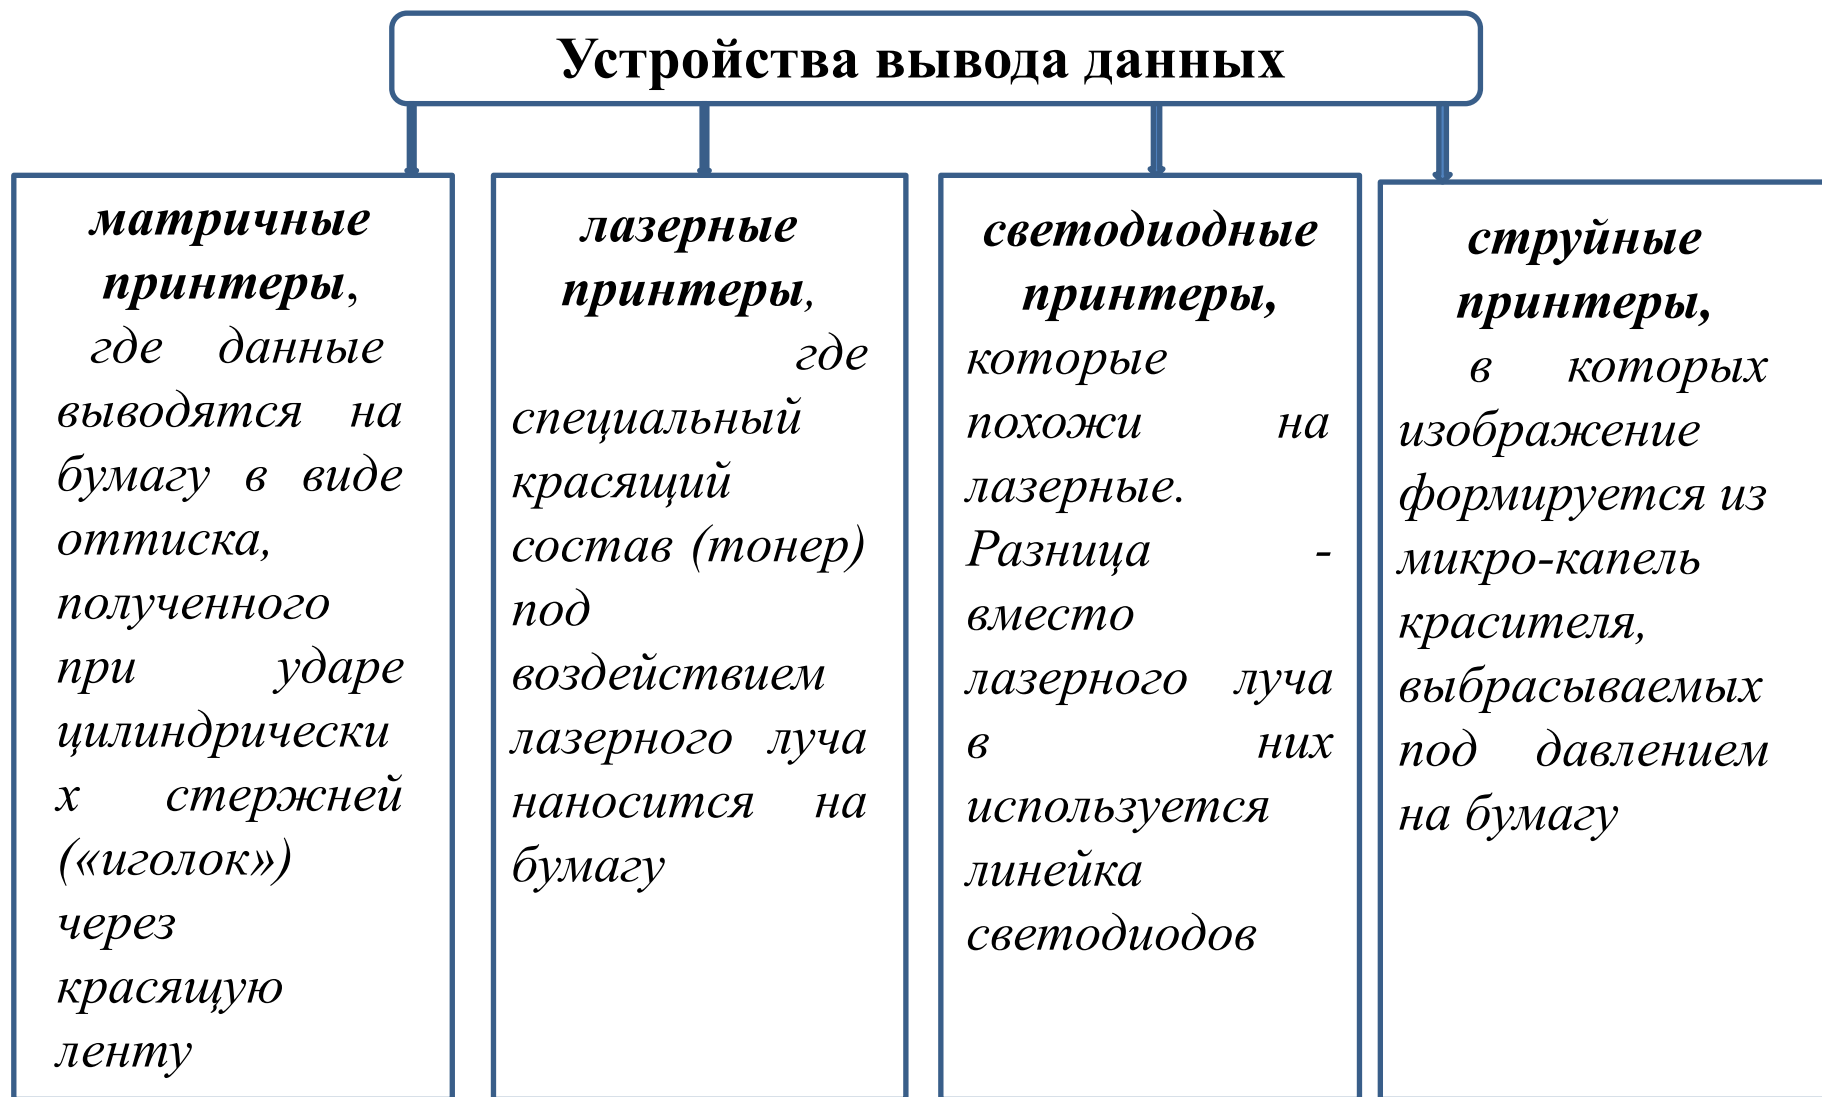 Устройства вывода данных
матричные
принтеры,
где данные
выводятся на
бумагу в виде
оттиска,
полученного
при ударе
цилиндрически
х стержней
(«иголок»)
через
красящую
ленту
лазерные
принтеры,
где
специальный
красящий
состав (тонер)
под
воздействием
лазерного луча
наносится на
бумагу
светодиодные
принтеры,
которые
похожи на
лазерные.
Разница -
вместо
лазерного луча
в них
используется
линейка
светодиодов
струйные
принтеры,
в которых
изображение
формируется из
микро-капель
красителя,
выбрасываемых
под давлением
на бумагу